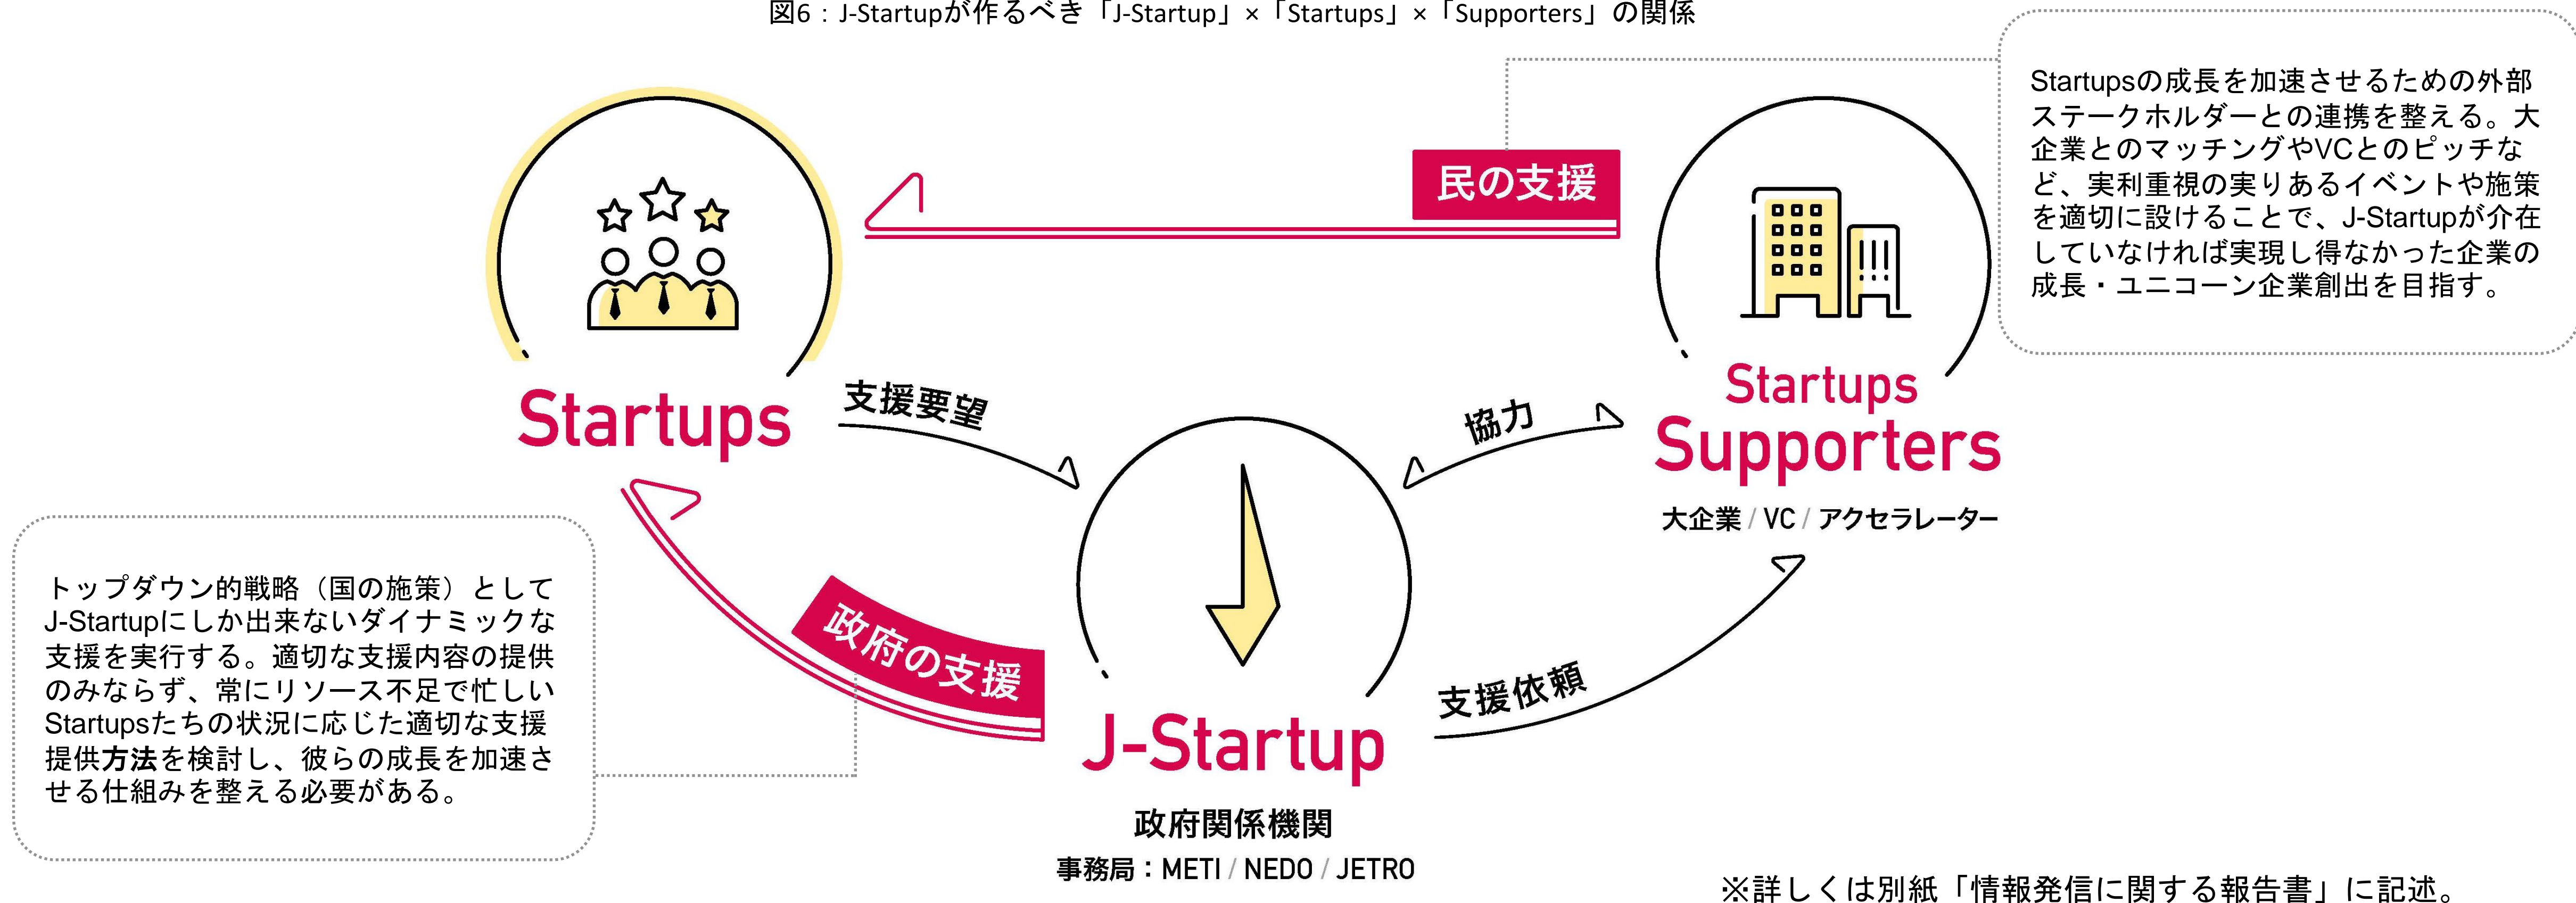 図6：J-Startupが作るべき「J-Startup」×「Startups」×「Supporters」の関係
Startupsの成長を加速させるための外部
ステークホルダーとの連携を整える。大
企業とのマッチングやVCとのピッチな
ど、実利重視の実りあるイベントや施策
を適切に設けることで、J-Startupが介在
していなければ実現し得なかった企業の
成長・ユニコーン企業創出を目指す。
民の支援
Startups
支援要望
協力
Startups
Supporters
大企業 / VC / アクセラレーター
トップダウン的戦略（国の施策）として
J-Startupにしか出来ないダイナミックな
支援を実行する。適切な支援内容の提供
のみならず、常にリソース不足で忙しい
Startupsたちの状況に応じた適切な支援
提供方法を検討し、彼らの成長を加速さ
せる仕組みを整える必要がある。
政府の支援
支援依頼
J-Startup
政府関係機関
事務局：METI / NEDO / JETRO
※詳しくは別紙「情報発信に関する報告書」に記述。